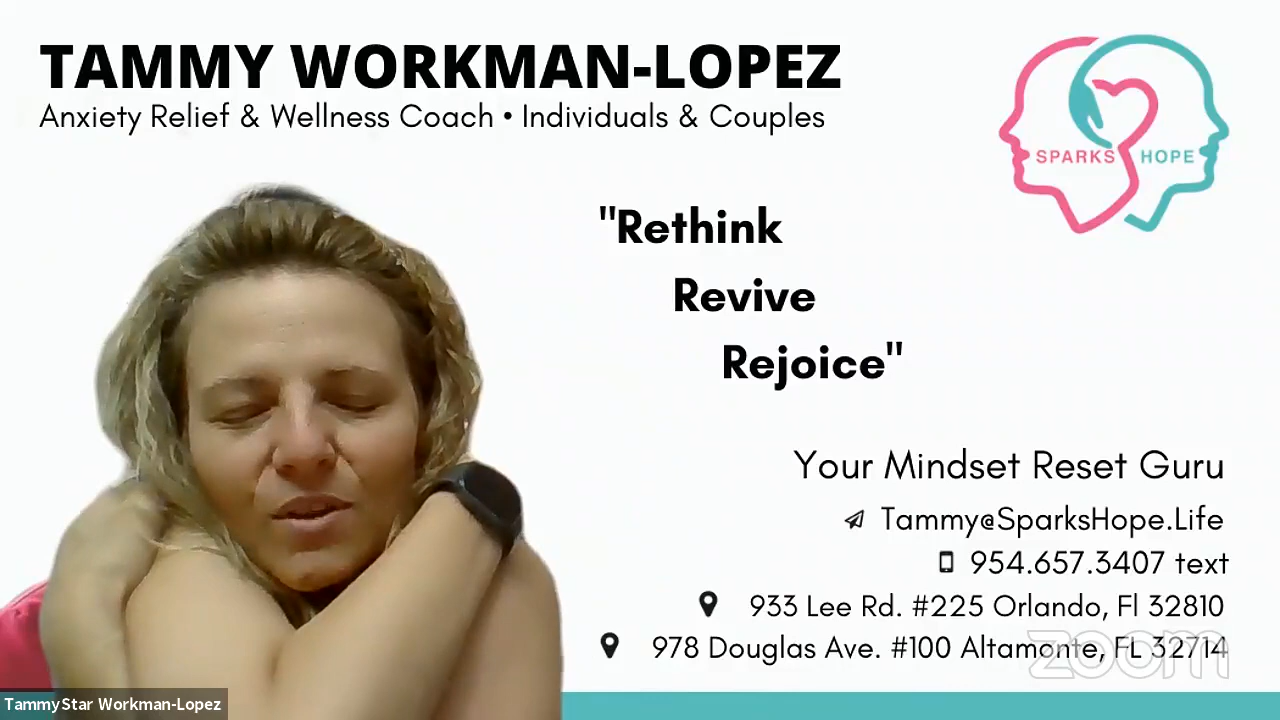 TAMMY WORKMAN-LOPEZ
Anxiety Relief & Wellness Coach • Individuals & Couples
SPARKS HOPE
"Rethink
Revive
Rejoice"
Your Mindset Reset Guru
Tammy@SparksHope.Life
954.657.3407 text
933 Lee Rd. #225 Orlando, Fl 32810
978 Douglas Ave. #100 Altamonte, FL 32714
zoom
TammyStar Workman-Lopez